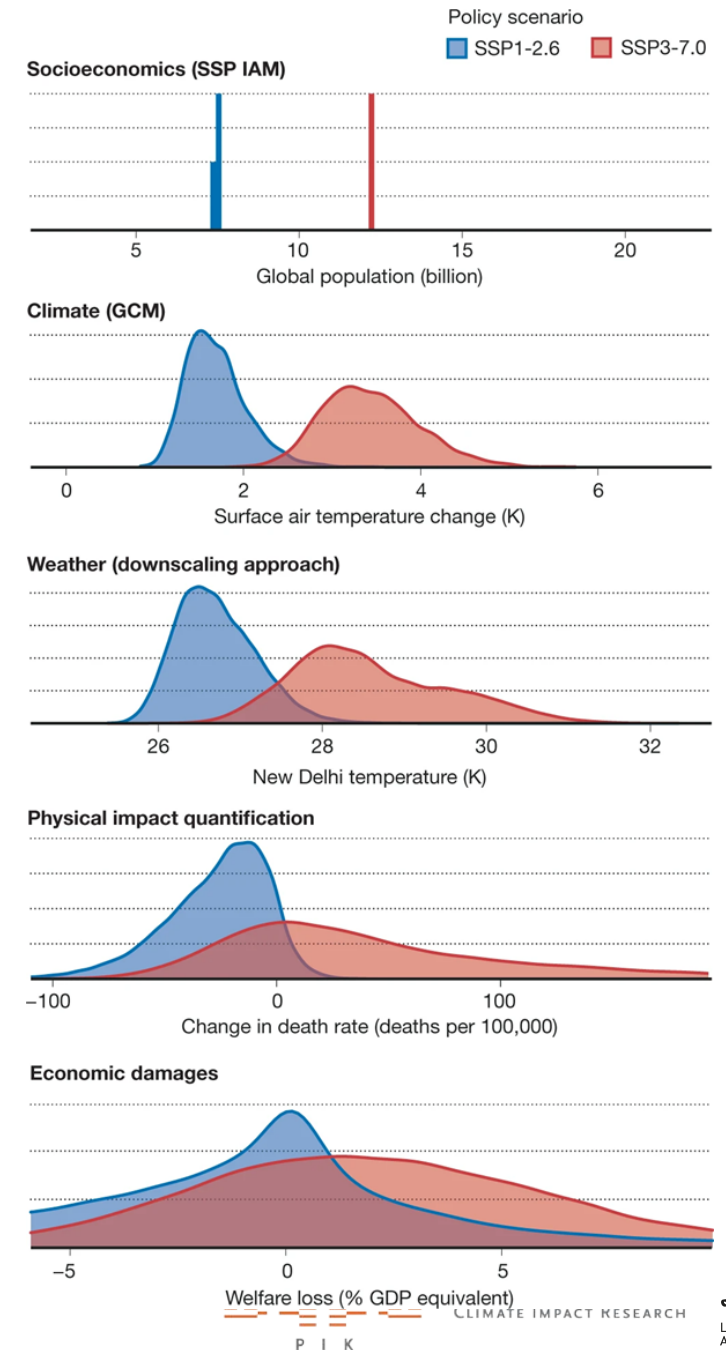 Policy scenario
SSP1-2.6 SSP3-7.0
Socioeconomics (SSP IAM)
5 10 15 20
Global population (billion)
Climate (GCM)
0 2 4 6
Surface air temperature change (K)
Weather (downscaling approach)
26 28 30 32
New Delhi temperature (K)
Physical impact quantification
−100 0 100
Change in death rate (deaths per 100,000)
Economic damages
−5 0 5
Welfare loss (% GDP equivalent)
CLIMATE IMPACT RESEARCH
P I K